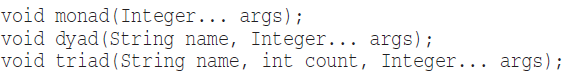 void monad(Integer... args);
void dyad(String name, Integer... args);
void triad(String name, int count, Integer... args);